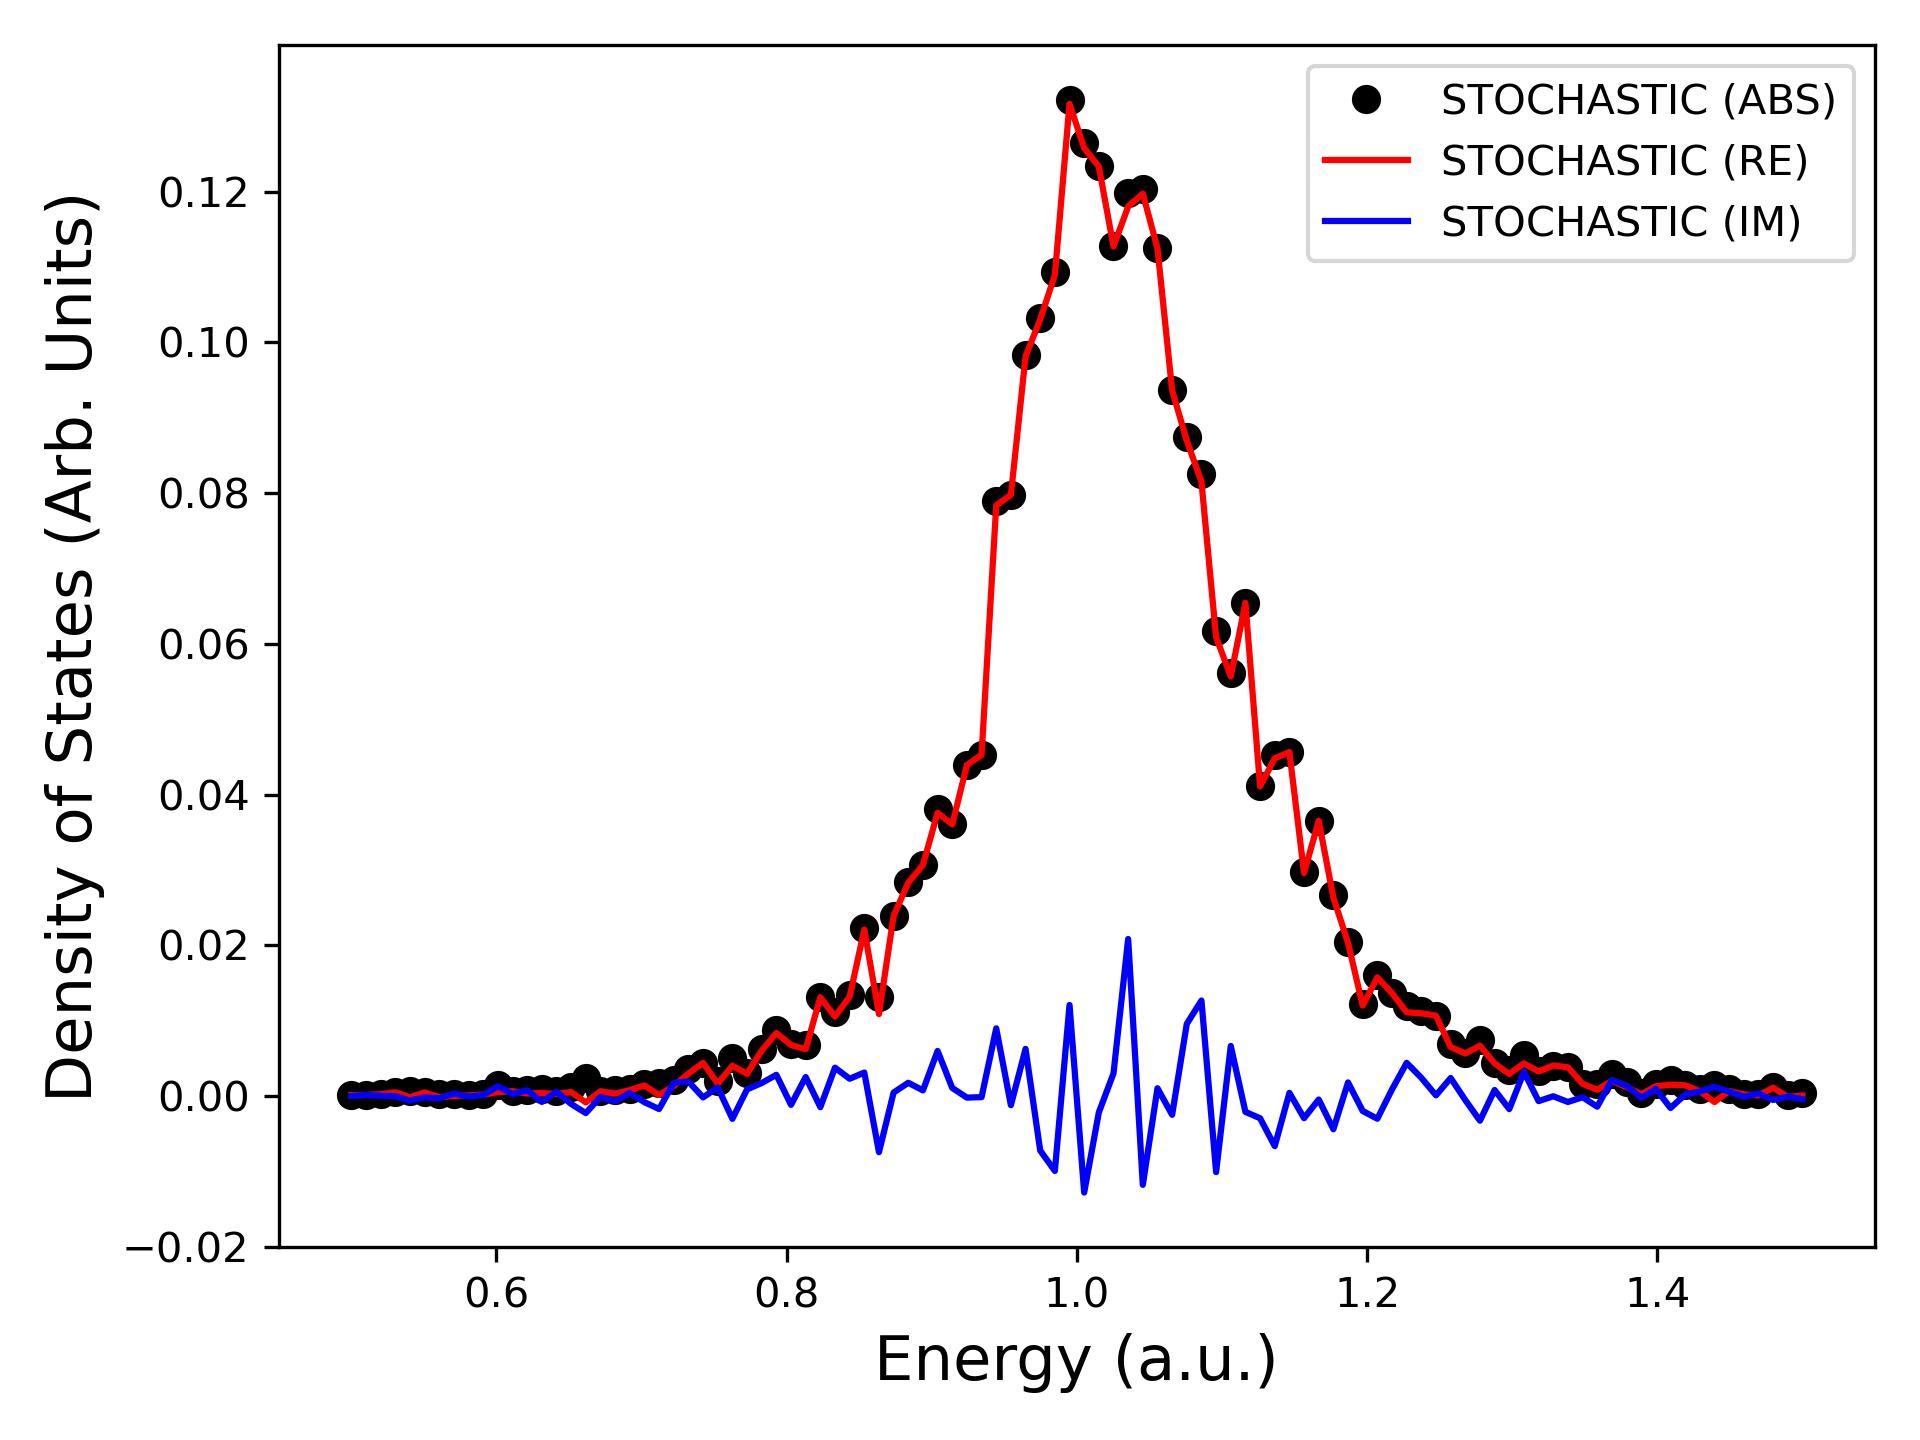 STOCHASTIC (ABS)
STOCHASTIC (RE)
STOCHASTIC (IM)
Density of States (Arb. Units)
0.12
0.10
0.08
0.06
0.04
0.02
0.00
−0.02
0.6 0.8 1.0 1.2 1.4
Energy (a.u.)